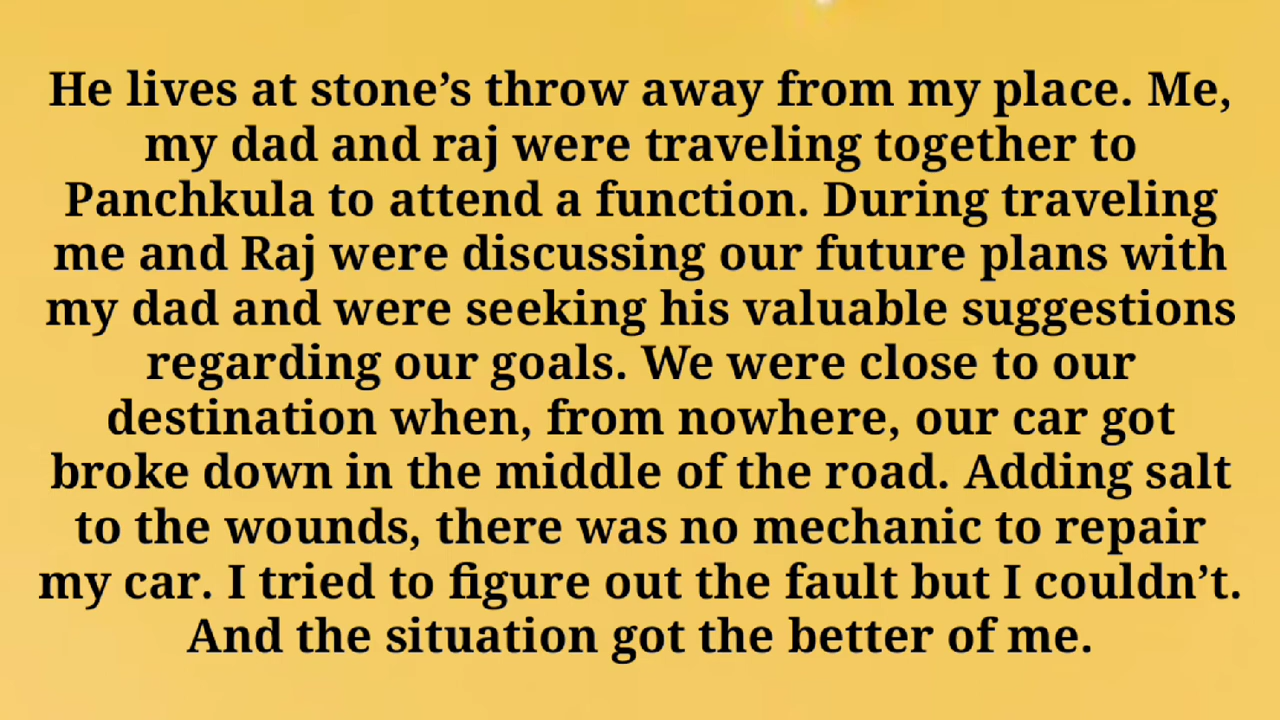 He lives at stone’s throw away from my place. Me,
my dad and raj were traveling together to
Panchkula to attend a function. During traveling
me and Raj were discussing our future plans with
my dad and were seeking his valuable suggestions
regarding our goals. We were close to our
destination when, from nowhere, our car got
broke down in the middle of the road. Adding salt
to the wounds, there was no mechanic to repair
my car. I tried to figure out the fault but I couldn’t.
And the situation got the better of me.